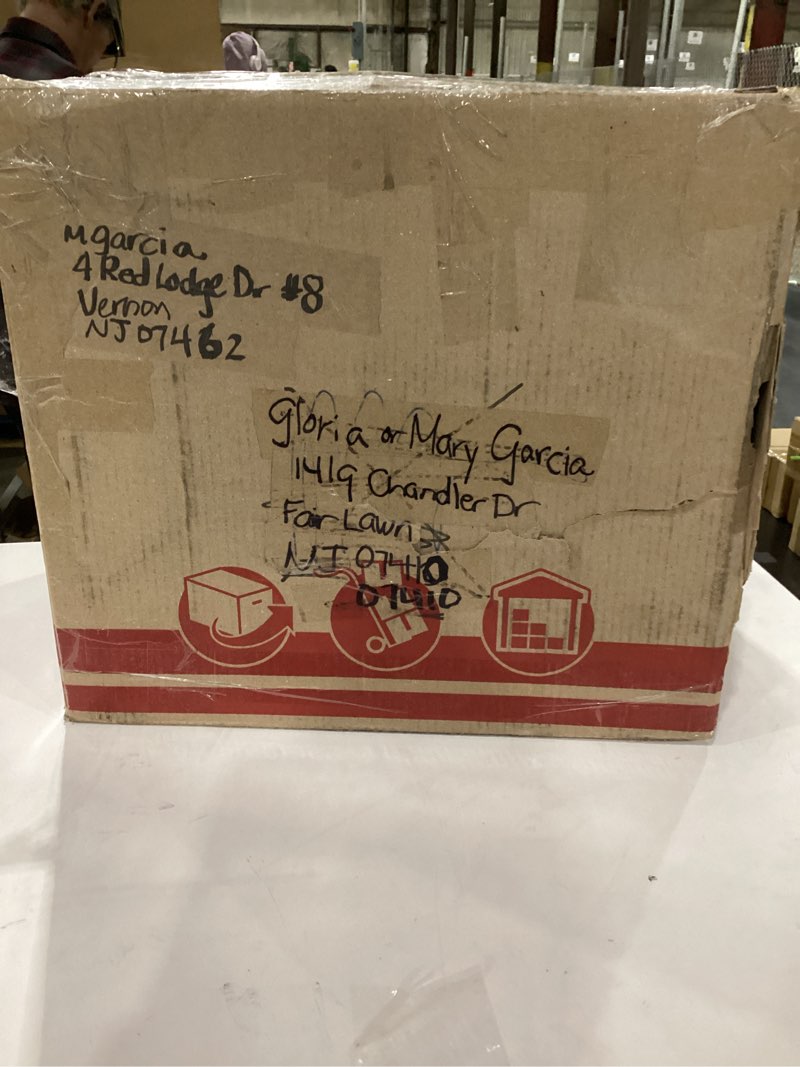 M garcia
4 Red Lodge Dr #8
Vernon
NJ 07462
Gloria or Mary Garcia
1419 Chandler Dr
Fair Lawn
NJ 07410
07410